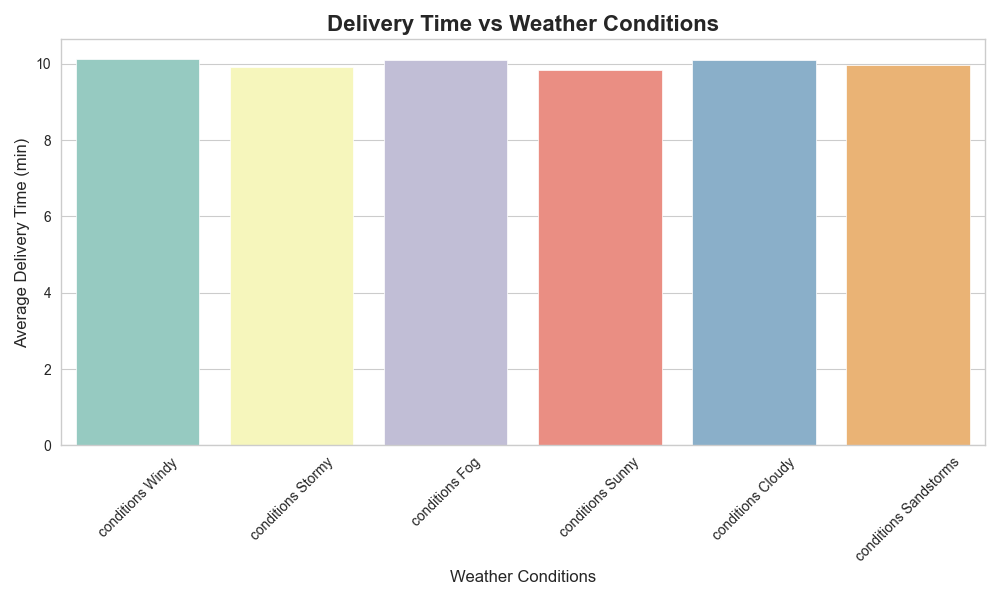 Delivery Time vs Weather Conditions
Average Delivery Time (min)
10
8
6
4
2
0
conditions Windy
conditions Stormy
conditions Fog
conditions Sunny
conditions Cloudy
conditions Sandstorms
Weather Conditions